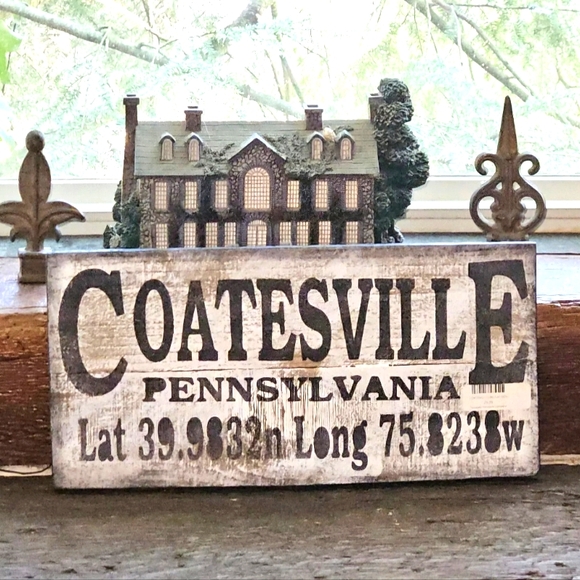 COATESVILLE
PENNSYLVANIA
Lat 39.9832n Long 75.8238w